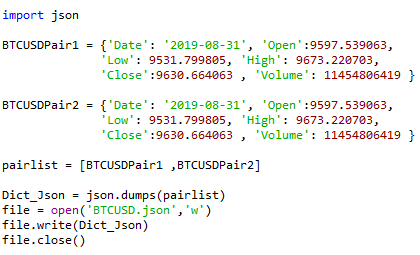 import json
BTCUSDPair1 = {'Date': '2019-08-31', 'Open':9597.539063,
'Low': 9531.799805, 'High': 9673.220703,
'Close':9630.664063 , 'Volume': 11454806419 }
BTCUSDPair2 = {'Date': '2019-08-31', 'Open':9597.539063,
'Low': 9531.799805, 'High': 9673.220703,
'Close':9630.664063 , 'Volume': 11454806419 }
pairlist = [BTCUSDPair1 ,BTCUSDPair2]
Dict_Json = json.dumps(pairlist)
file = open('BTCUSD.json','w')
file.write(Dict_Json)
file.close()